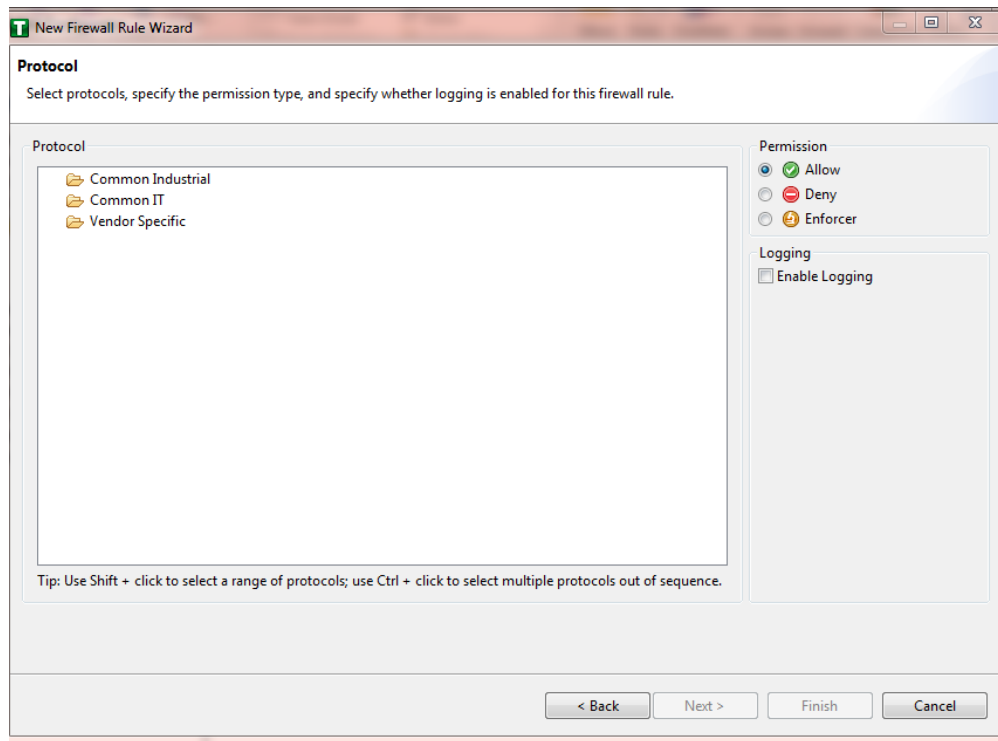 New Firewall Rule Wizard
Protocol
Select protocols, specify the permission type, and specify whether logging is enabled for this firewall rule.
Protocol
Common Industrial
Common IT
Vendor Specific
Tip: Use Shift + click to select a range of protocols; use Ctrl + click to select multiple protocols out of sequence.
Permission
Allow
Deny
Enforcer
Logging
Enable Logging
< Back
Next >
Finish
Cancel